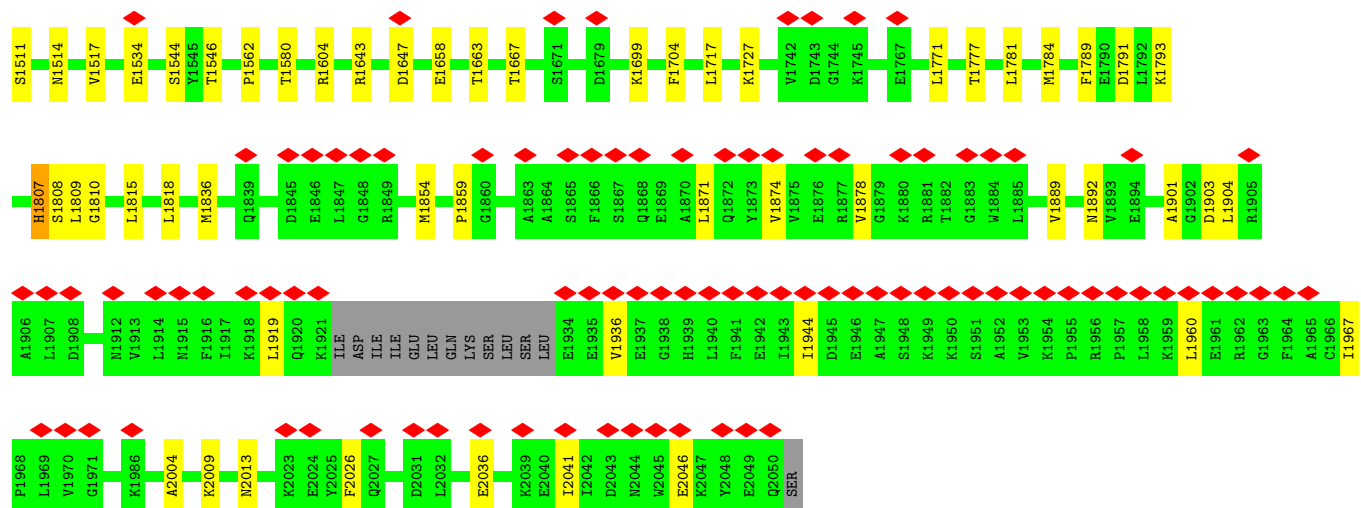 S1511 N1514 V1517 E1534 S1544 Y1545 T1546 P1562 T1580 R1604 R1643 D1647 E1658 T1663 T1667 S1671 D1679 K1699 F1704 L1717 K1727 V1742 D1743 G1744 K1745 E1767 L1771 T1777 L1781 M1784 F1789 E1790 D1791 L1792 K1793
H1807 S1808 L1809 G1810 L1815 L1818 M1836 Q1839 D1845 E1846 L1847 G1848 R1849 M1854 P1859 G1860 A1863 A1864 S1865 F1866 S1867 Q1868 E1869 A1870 L1871 Q1872 Y1873 V1874 V1875 E1876 R1877 V1878 G1879 K1880 R1881 T1882 G1883 W1884 L1885 V1889 N1892 V1893 E1894 A1901 G1902 D1903 L1904 R1905
A1906 L1907 D1908 N1912 V1913 L1914 N1915 F1916 I1917 K1918 L1919 Q1920 K1921 ILE ASP ILE ILE GLU LEU LEU GLN LYS SER LEU SER LEU E1934 E1935 V1936 E1937 G1938 H1939 L1940 F1941 E1942 I1943 I1944 D1945 E1946 A1947 S1948 K1949 K1950 S1951 A1952 V1953 K1954 P1955 R1956 P1957 L1958 K1959 L1960 E1961 R1962 G1963 F1964 A1965 C1966 I1967
P1968 L1969 V1970 G1971 K1986 A2004 K2009 N2013 K2023 E2024 Y2025 F2026 Q2027 D2031 L2032 E2036 K2039 E2040 I2041 I2042 D2043 N2044 W2045 E2046 K2047 Y2048 E2049 Q2050 SER